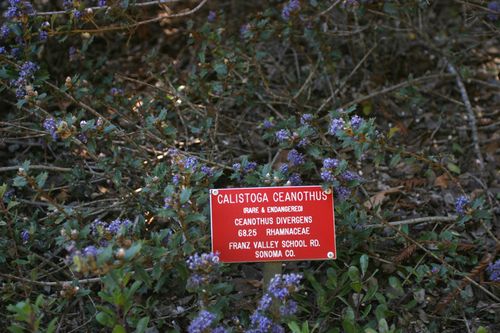 CALISTOGA CEANOTHUS
(RARE & ENDANGERED)
CEANOTHUS DIVERGENS
68.25 RHAMNACEAE
FRANZ VALLEY SCHOOL RD.
SONOMA CO.